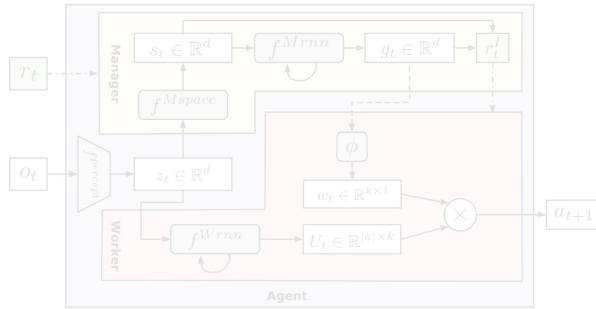 Manager
s_t ∈ ℝ^d
f^{Mrnn}
g_t ∈ ℝ^d
r_t^I
r_t
f^{Mspace}
ϕ
o_t
f^{percept}
z_t ∈ ℝ^d
w_t ∈ ℝ^{k×1}
×
a_{t+1}
Worker
f^{Wrnn}
U_t ∈ ℝ^{|a|×k}
Agent